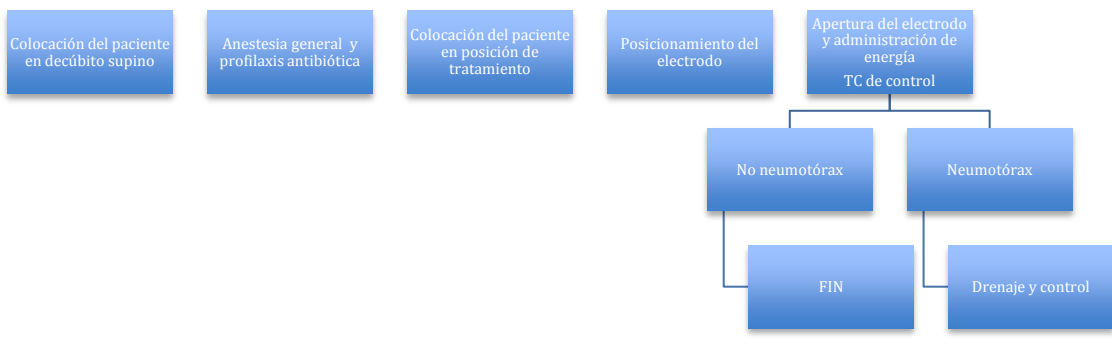 Colocación del paciente
en decúbito supino
Anestesia general y
profilaxis antibiótica
Colocación del paciente
en posición de
tratamiento
Posicionamiento del
electrodo
Apertura del electrodo
y administración de
energía
TC de control
No neumotórax
Neumotórax
FIN
Drenaje y control